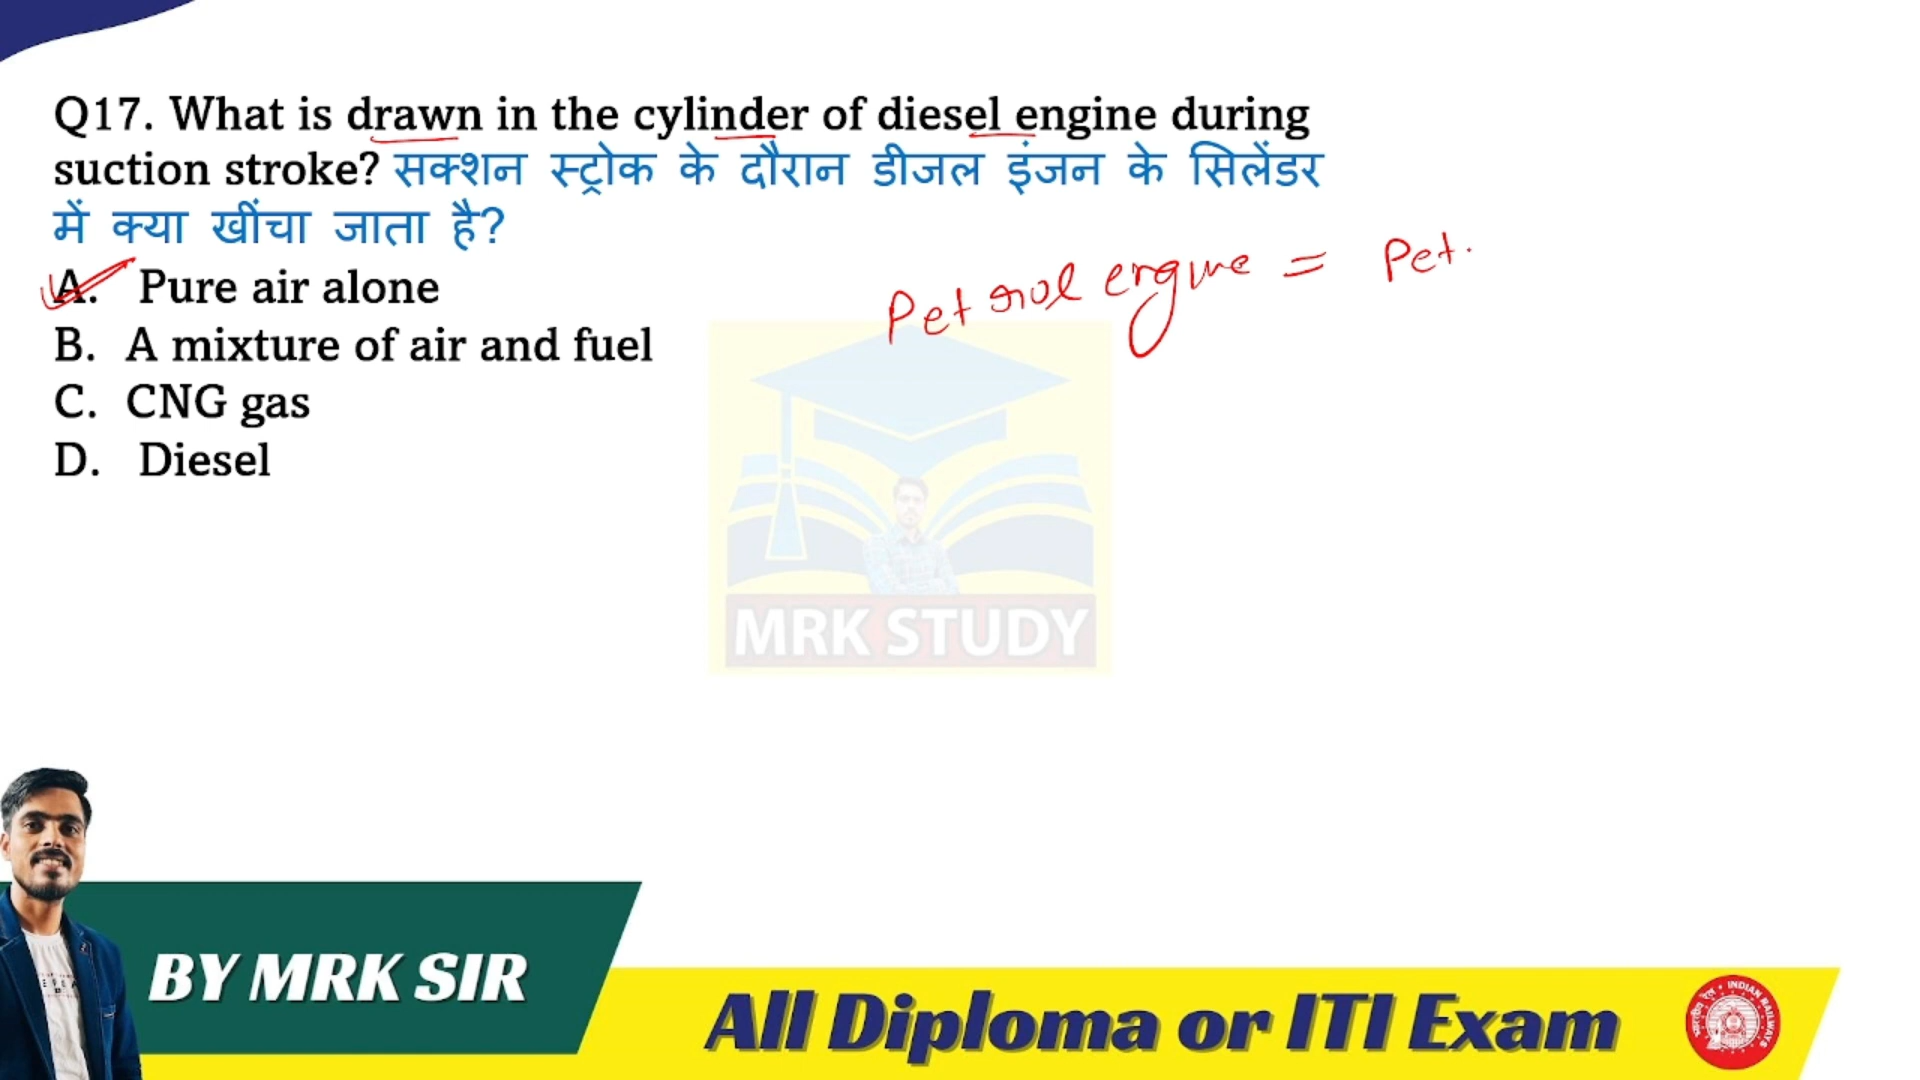 Q17. What is drawn in the cylinder of diesel engine during
suction stroke? सक्शन स्ट्रोक के दौरान डीजल इंजन के सिलेंडर
में क्या खींचा जाता है?
A. Pure air alone
B. A mixture of air and fuel
C. CNG gas
D. Diesel
Petrol engine = Pet.
MRK STUDY
BY MRK SIR
All Diploma or ITI Exam
INDIAN RAILWAYS